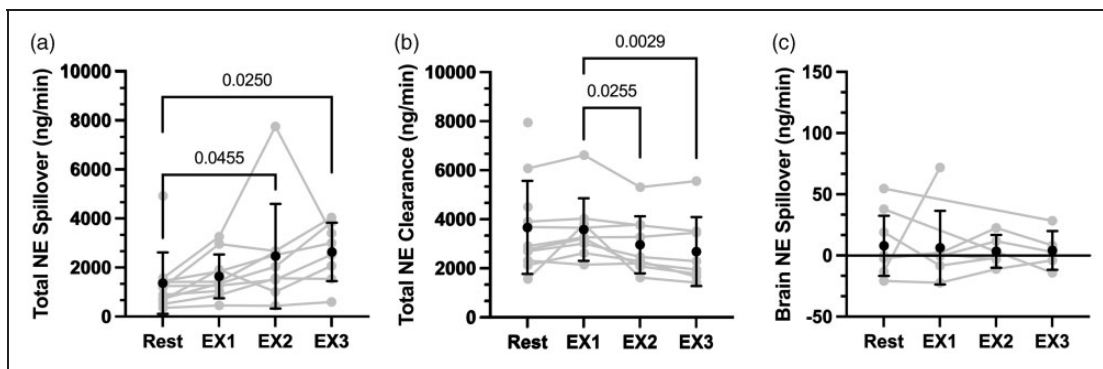 (a)
Total NE Spillover (ng/min)
10000
8000
6000
4000
2000
0
0.0250
0.0455
Rest EX1 EX2 EX3
(b)
Total NE Clearance (ng/min)
10000
8000
6000
4000
2000
0
0.0029
0.0255
Rest EX1 EX2 EX3
(c)
Brain NE Spillover (ng/min)
150
100
50
0
-50
Rest EX1 EX2 EX3